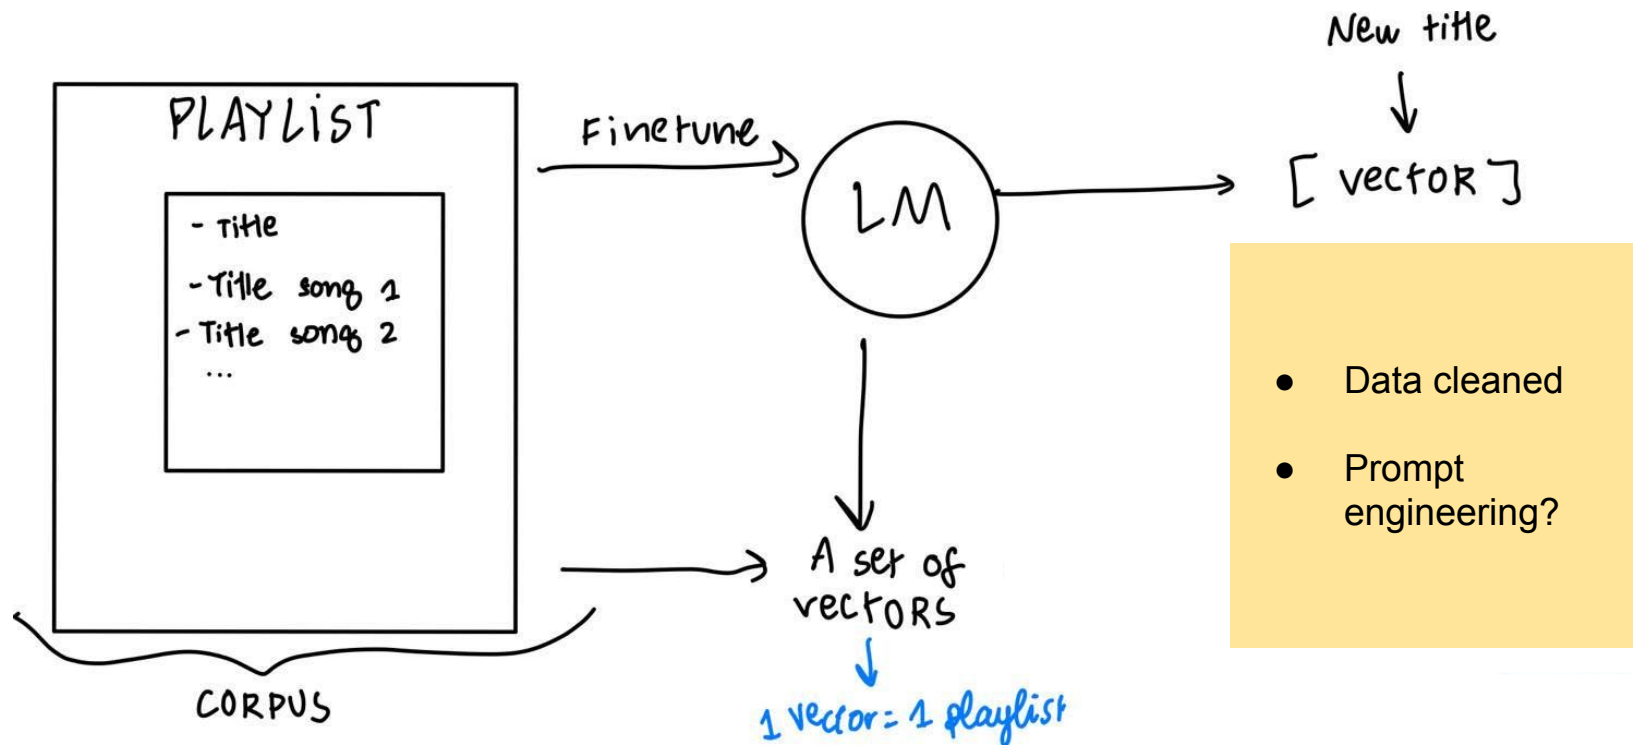 PLAYLIST
- Title
- Title song 1
- Title song 2
...
CORPUS
Finetune
LM
A set of
vectors
1 vector = 1 playlist
New title
[ vector ]
● Data cleaned
● Prompt
engineering?